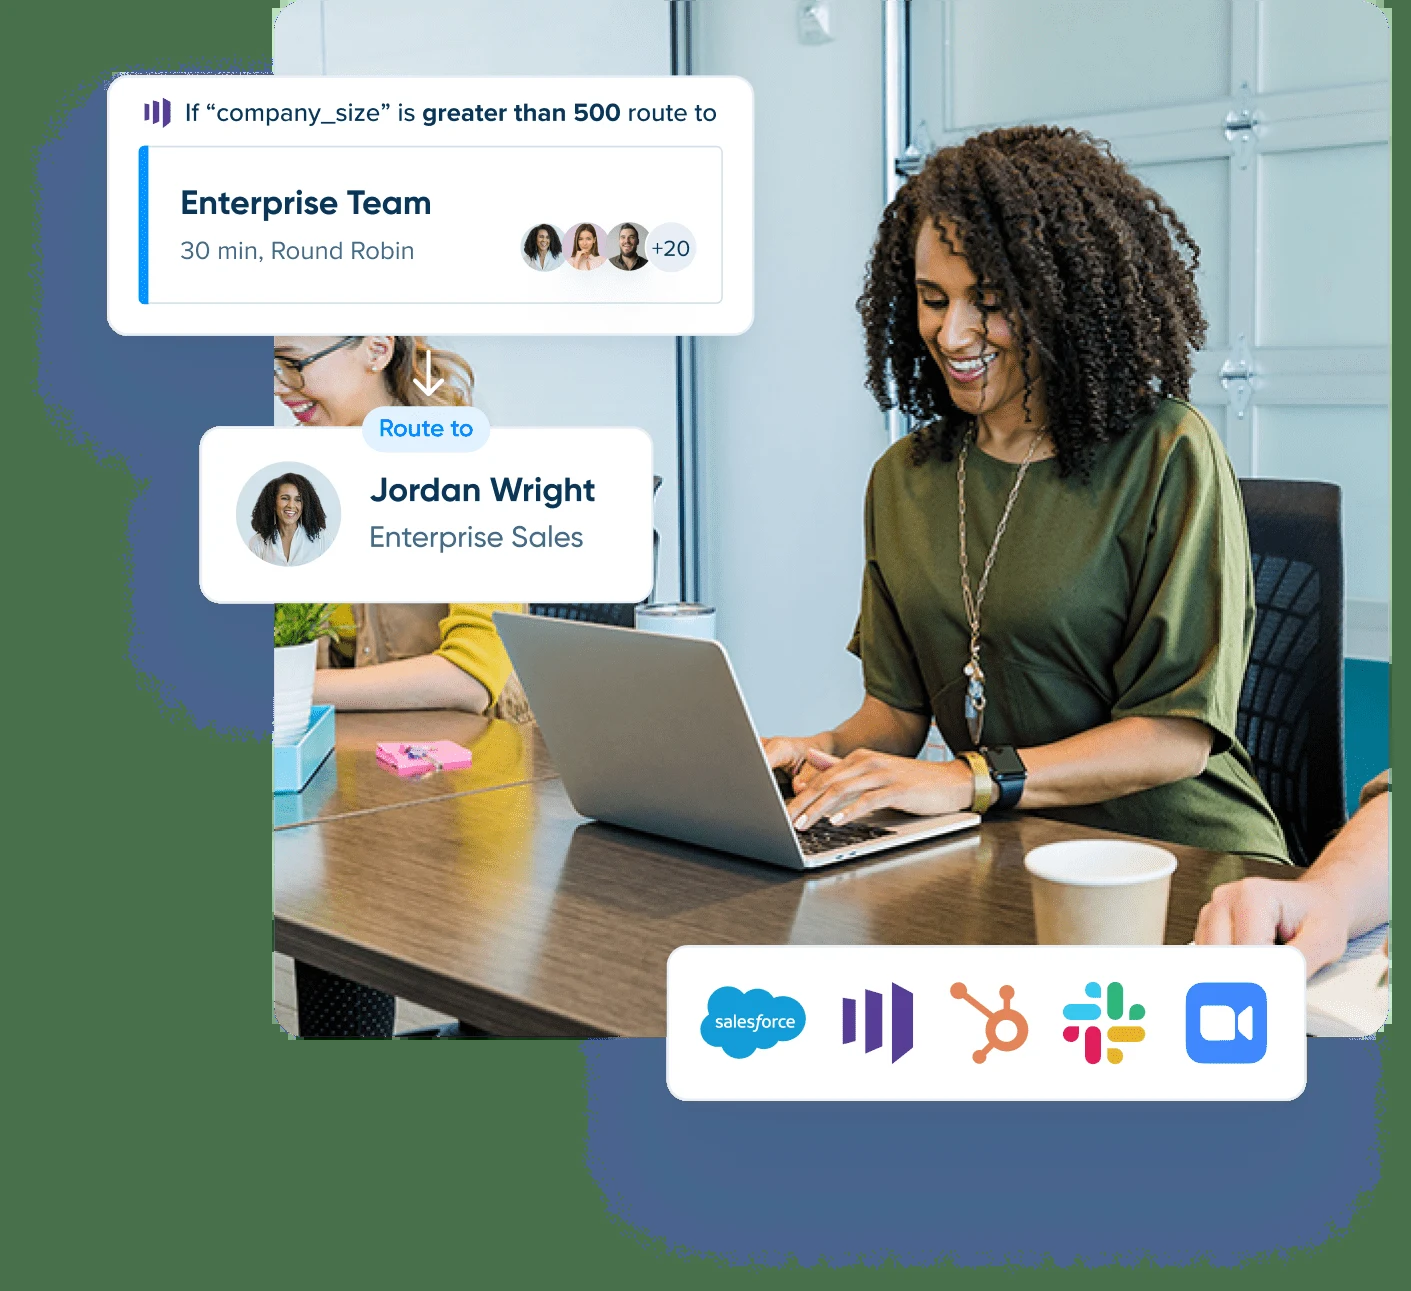 If “company_size” is greater than 500 route to
Enterprise Team
30 min, Round Robin
+20
Route to
Jordan Wright
Enterprise Sales
salesforce